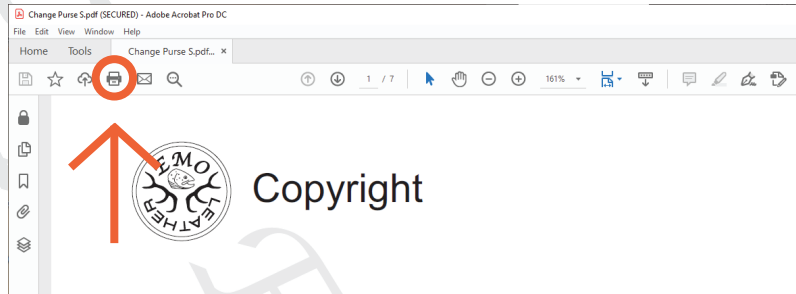 Change Purse S.pdf (SECURED) - Adobe Acrobat Pro DC
File Edit View Window Help
Home Tools Change Purse S.pdf... ×
1 / 7 161%
EMO LEATHER
Copyright